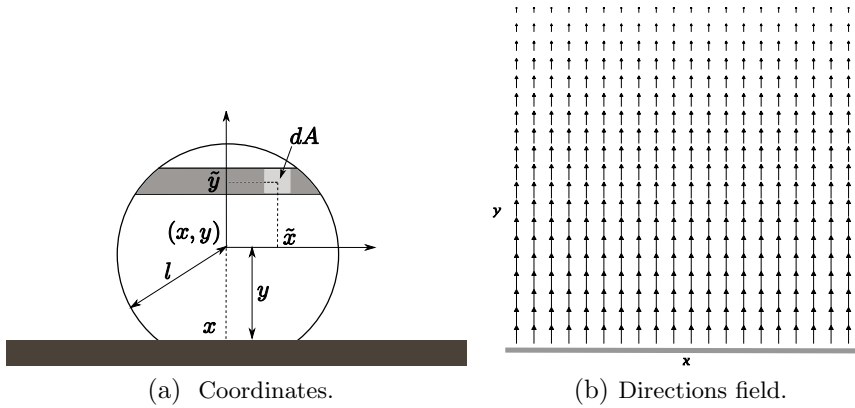 dA
ỹ
(x, y)
x̃
l
y
x
(a) Coordinates.
y
x
(b) Directions field.